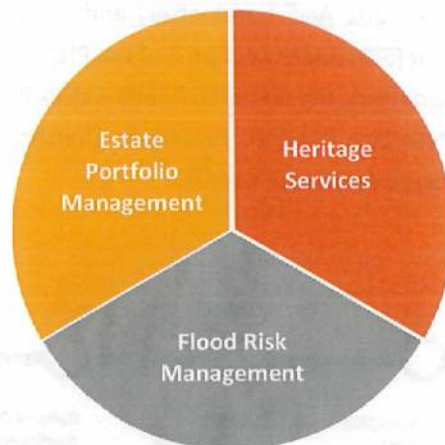 Estate
Portfolio
Management
Heritage
Services
Flood Risk
Management